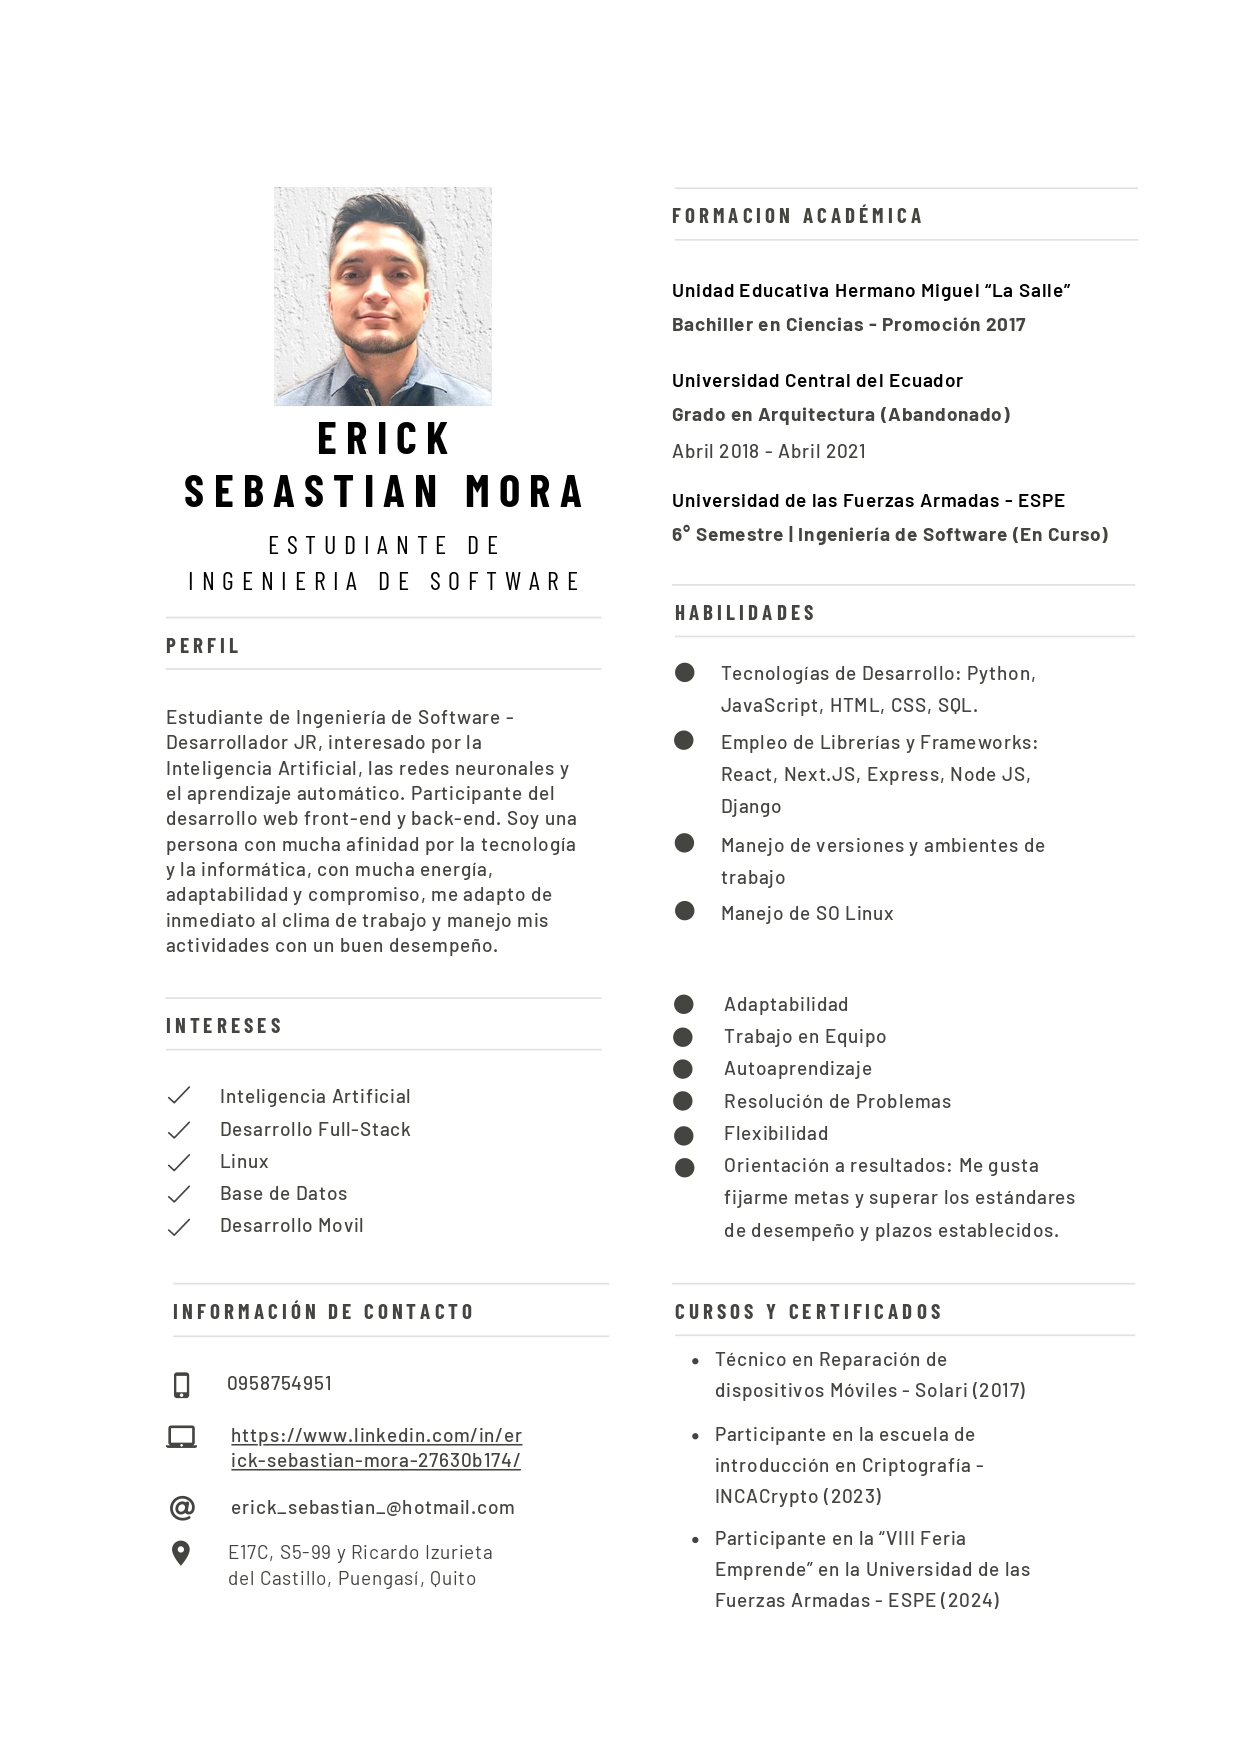 ERICK
SEBASTIAN MORA
ESTUDIANTE DE
INGENIERIA DE SOFTWARE
PERFIL
Estudiante de Ingeniería de Software -
Desarrollador JR, interesado por la
Inteligencia Artificial, las redes neuronales y
el aprendizaje automático. Participante del
desarrollo web front-end y back-end. Soy una
persona con mucha afinidad por la tecnología
y la informática, con mucha energía,
adaptabilidad y compromiso, me adapto de
inmediato al clima de trabajo y manejo mis
actividades con un buen desempeño.
INTERESES
Inteligencia Artificial
Desarrollo Full-Stack
Linux
Base de Datos
Desarrollo Movil
INFORMACIÓN DE CONTACTO
0958754951
https://www.linkedin.com/in/er
ick-sebastian-mora-27630b174/
erick_sebastian_@hotmail.com
E17C, S5-99 y Ricardo Izurieta
del Castillo, Puengasí, Quito
FORMACION ACADÉMICA
Unidad Educativa Hermano Miguel “La Salle”
Bachiller en Ciencias - Promoción 2017
Universidad Central del Ecuador
Grado en Arquitectura (Abandonado)
Abril 2018 - Abril 2021
Universidad de las Fuerzas Armadas - ESPE
6° Semestre | Ingeniería de Software (En Curso)
HABILIDADES
Tecnologías de Desarrollo: Python,
JavaScript, HTML, CSS, SQL.
Empleo de Librerías y Frameworks:
React, Next.JS, Express, Node JS,
Django
Manejo de versiones y ambientes de
trabajo
Manejo de SO Linux
Adaptabilidad
Trabajo en Equipo
Autoaprendizaje
Resolución de Problemas
Flexibilidad
Orientación a resultados: Me gusta
fijarme metas y superar los estándares
de desempeño y plazos establecidos.
CURSOS Y CERTIFICADOS
• Técnico en Reparación de
dispositivos Móviles - Solari (2017)
• Participante en la escuela de
introducción en Criptografía -
INCACrypto (2023)
• Participante en la “VIII Feria
Emprende” en la Universidad de las
Fuerzas Armadas - ESPE (2024)